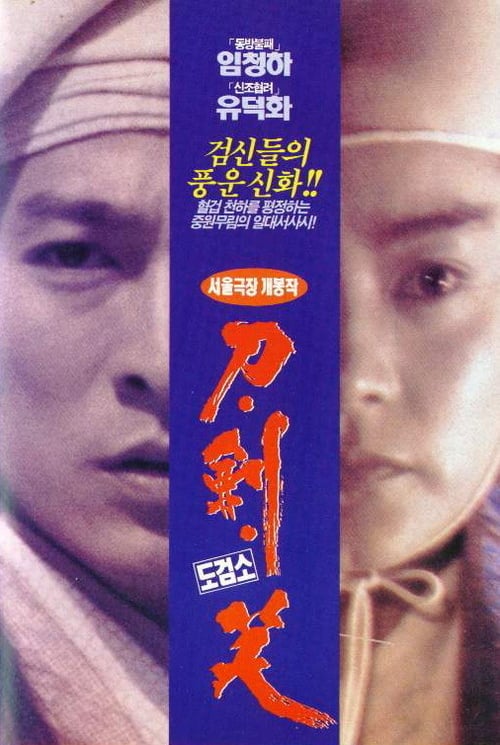 「동방불패」
임청하
「신조협려」
유덕화
검신들의
풍운신화!!
혈겁 천하를 평정하는
중원무림의 일대서사시!
서울극장 개봉작
刀·劍·笑
도검소